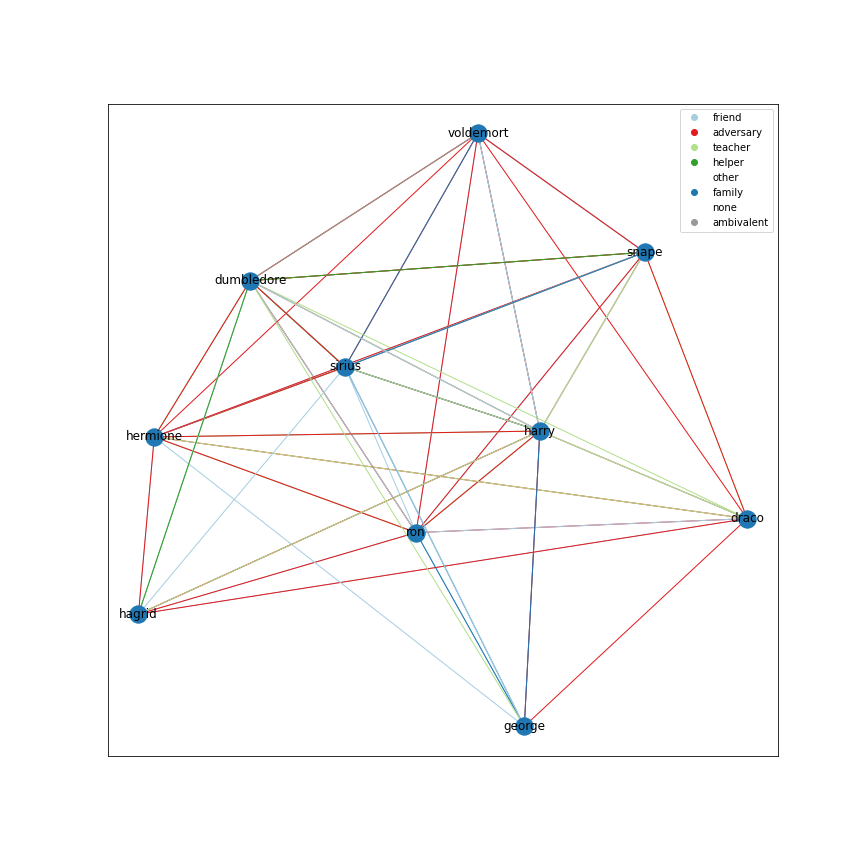 friend
adversary
teacher
helper
other
family
none
ambivalent
voldemort
snape
dumbledore
sirius
harry
hermione
draco
ron
hagrid
george